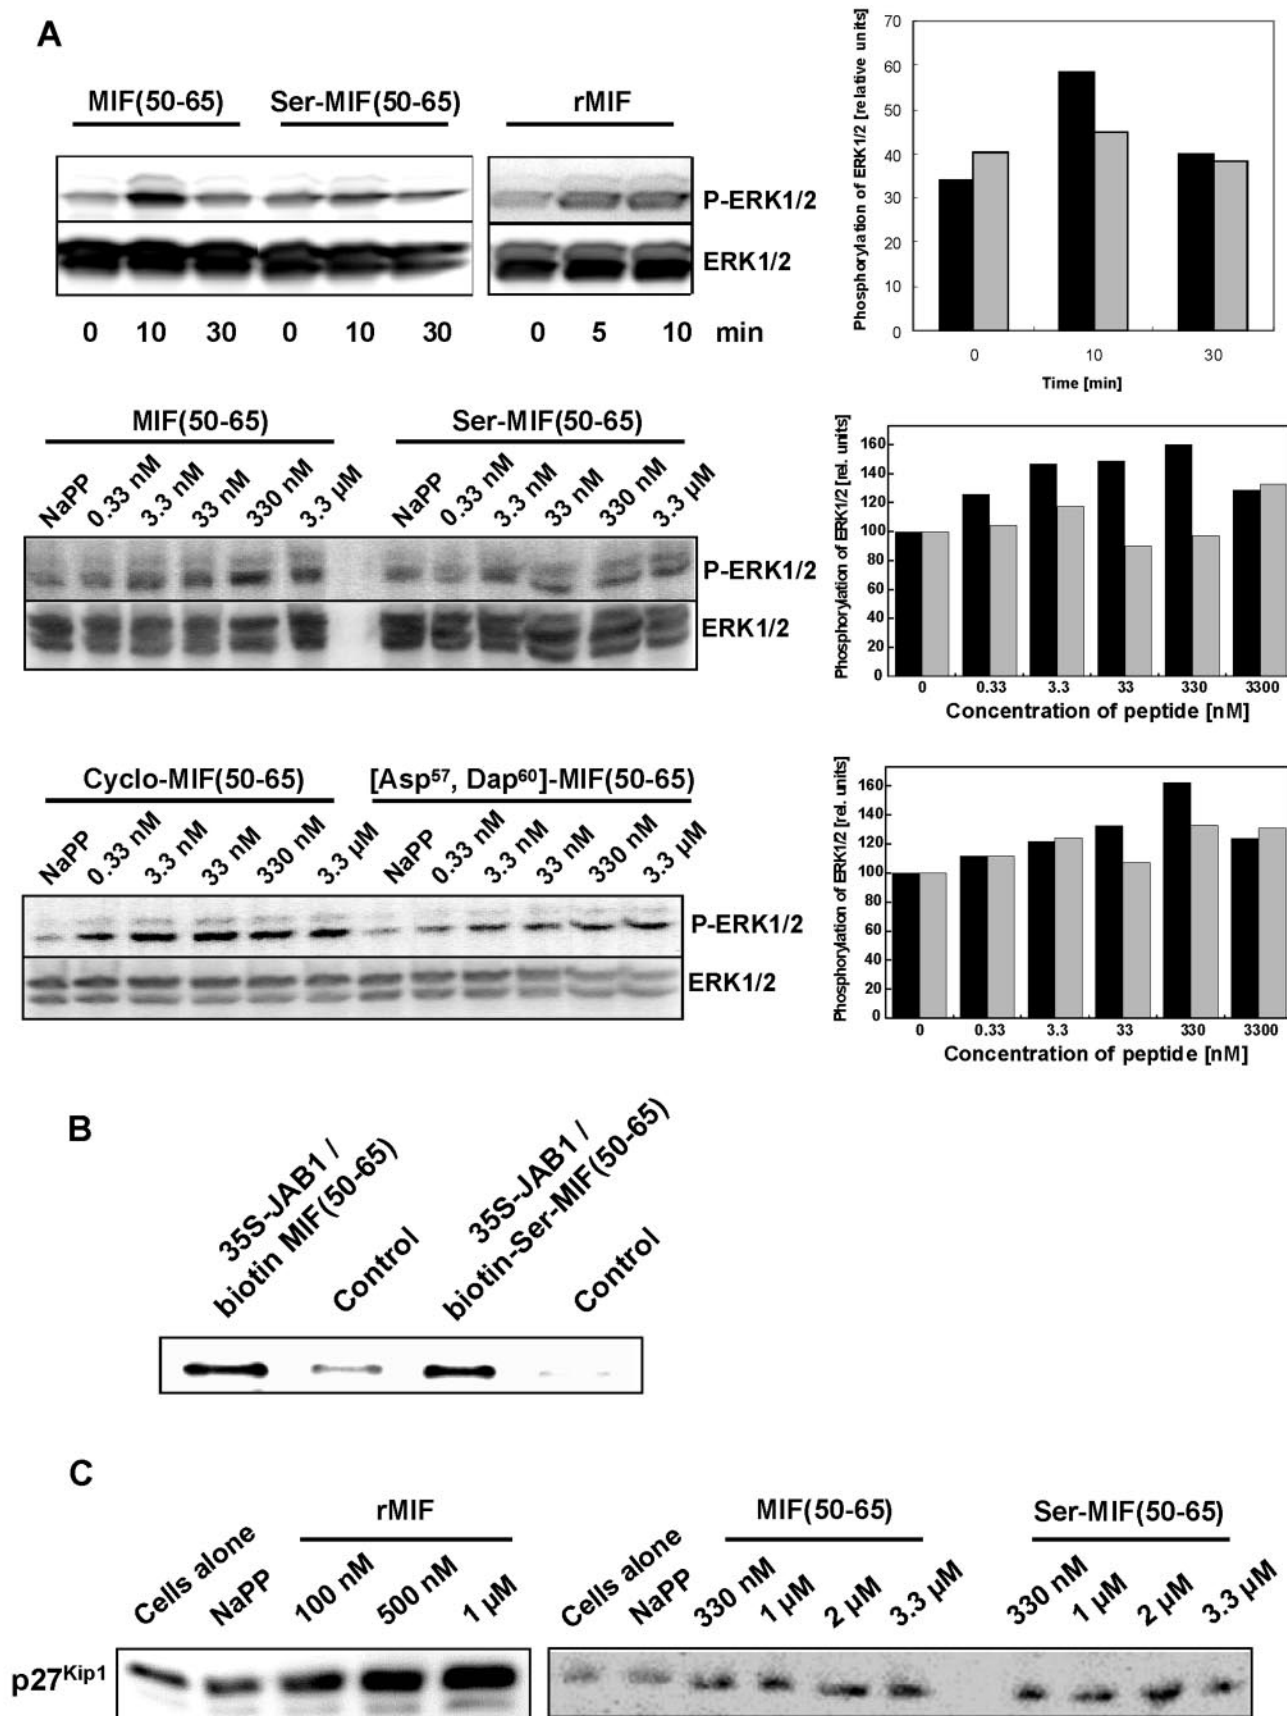 A
MIF(50-65) Ser-MIF(50-65) rMIF
P-ERK1/2
ERK1/2
0 10 30 0 10 30 0 5 10 min
Phosphorylation of ERK1/2 [relative units]
70
60
50
40
30
20
10
0
0 10 30
Time [min]
MIF(50-65) Ser-MIF(50-65)
NaPP 0.33 nM 3.3 nM 33 nM 330 nM 3.3 µM NaPP 0.33 nM 3.3 nM 33 nM 330 nM 3.3 µM
P-ERK1/2
ERK1/2
Phosphorylation of ERK1/2 [rel. units]
160
140
120
100
80
60
40
20
0
0 0.33 3.3 33 330 3300
Concentration of peptide [nM]
Cyclo-MIF(50-65) [Asp57, Dap60]-MIF(50-65)
NaPP 0.33 nM 3.3 nM 33 nM 330 nM 3.3 µM NaPP 0.33 nM 3.3 nM 33 nM 330 nM 3.3 µM
P-ERK1/2
ERK1/2
Phosphorylation of ERK1/2 [rel. units]
160
140
120
100
80
60
40
20
0
0 0.33 3.3 33 330 3300
Concentration of peptide [nM]
B
35S-JAB1 /
biotin MIF(50-65)
Control
35S-JAB1 /
biotin-Ser-MIF(50-65)
Control
C
rMIF MIF(50-65) Ser-MIF(50-65)
Cells alone NaPP 100 nM 500 nM 1 µM Cells alone NaPP 330 nM 1 µM 2 µM 3.3 µM 330 nM 1 µM 2 µM 3.3 µM
p27Kip1